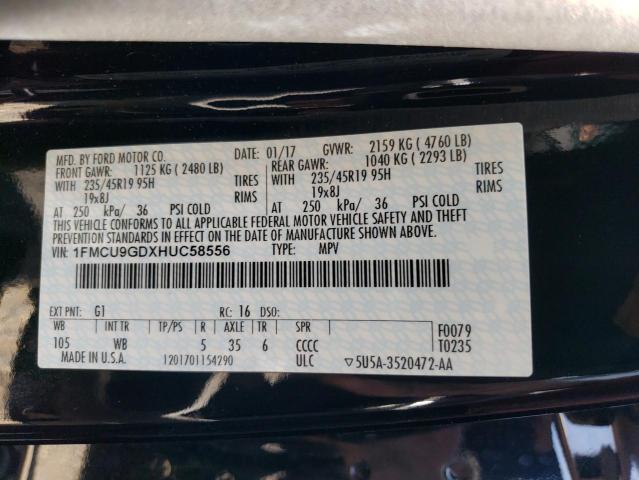 MFD. BY FORD MOTOR CO. DATE: 01/17 GVWR: 2159 KG ( 4760 LB)
FRONT GAWR: 1125 KG ( 2480 LB) REAR GAWR: 1040 KG ( 2293 LB)
WITH 235/45R19 95H TIRES WITH 235/45R19 95H TIRES
19x8J RIMS 19x8J RIMS
AT 250 kPa/ 36 PSI COLD AT 250 kPa/ 36 PSI COLD
THIS VEHICLE CONFORMS TO ALL APPLICABLE FEDERAL MOTOR VEHICLE SAFETY AND THEFT
PREVENTION STANDARDS IN EFFECT ON THE DATE OF MANUFACTURE SHOWN ABOVE.
VIN: 1FMCU9GDXHUC58556 TYPE: MPV
EXT PNT: G1 RC: 16 DSO:
WB INT TR TP/PS R AXLE TR SPR F0079
105 WB 5 35 6 CCCC T0235
MADE IN U.S.A. 1201701154290 ULC ▽5U5A-3520472-AA